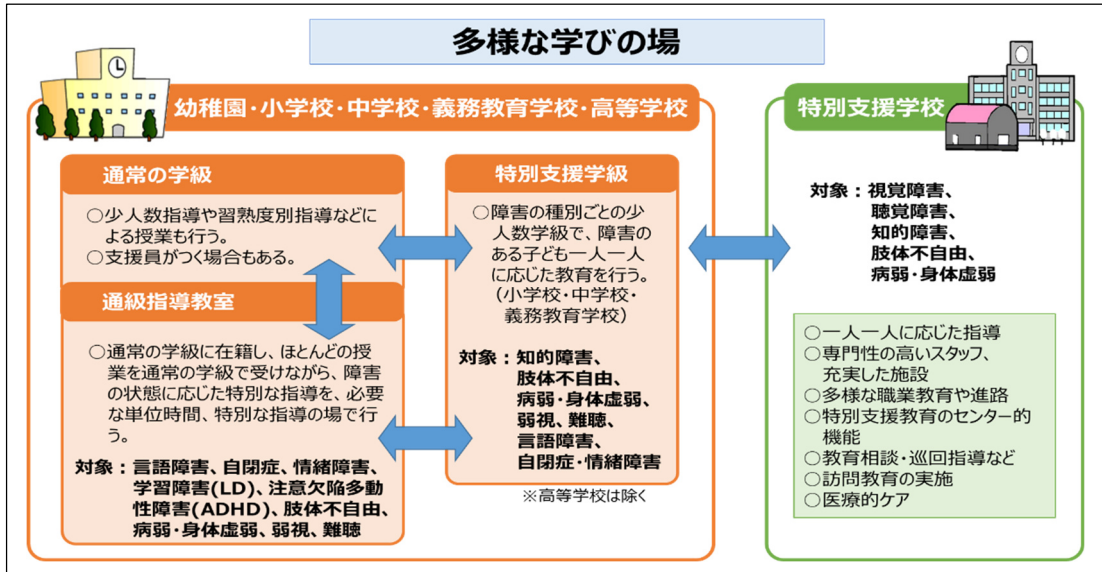 多様な学びの場
幼稚園・小学校・中学校・義務教育学校・高等学校
通常の学級
○少人数指導や習熟度別指導などに
よる授業も行う。
○支援員がつく場合もある。
通級指導教室
○通常の学級に在籍し、ほとんどの授
業を通常の学級で受けながら、障害
の状態に応じた特別な指導を、必要
な単位時間、特別な指導の場で行
う。
対象：言語障害、自閉症、情緒障害、
学習障害(LD)、注意欠陥多動
性障害(ADHD)、肢体不自由、
病弱・身体虚弱、弱視、難聴
特別支援学級
○障害の種別ごとの少
人数学級で、障害の
ある子ども一人一人
に応じた教育を行う。
（小学校・中学校・
義務教育学校）
対象：知的障害、
肢体不自由、
病弱・身体虚弱、
弱視、難聴、
言語障害、
自閉症・情緒障害
※高等学校は除く
特別支援学校
対象：視覚障害、
聴覚障害、
知的障害、
肢体不自由、
病弱・身体虚弱
○一人一人に応じた指導
○専門性の高いスタッフ、
充実した施設
○多様な職業教育や進路
○特別支援教育のセンター的
機能
○教育相談・巡回指導など
○訪問教育の実施
○医療的ケア